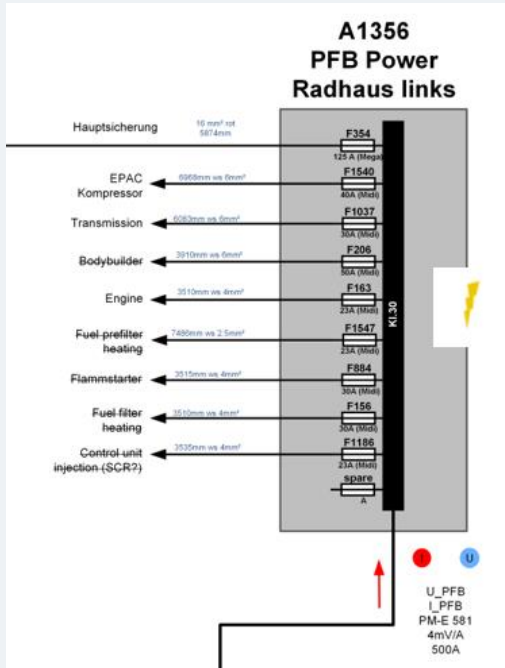 A1356
PFB Power
Radhaus links
Hauptsicherung
16 mm² rot
5874mm
F354
125 A (Mega)
EPAC
Kompressor
6968mm ws 6mm²
F1540
40A (Midi)
Transmission
6083mm ws 6mm²
F1037
30A (Midi)
Bodybuilder
3910mm ws 6mm²
F206
50A (Midi)
Engine
3510mm ws 4mm²
F163
23A (Midi)
Fuel prefilter
heating
7486mm ws 2.5mm²
F1547
23A (Midi)
Flammstarter
3515mm ws 4mm²
F884
30A (Midi)
Fuel filter
heating
3510mm ws 4mm²
F156
30A (Midi)
Control unit
injection (SCR?)
3535mm ws 4mm²
F1186
23A (Midi)
spare
A
Kl.30
I
U
U_PFB
I_PFB
PM-E 581
4mV/A
500A